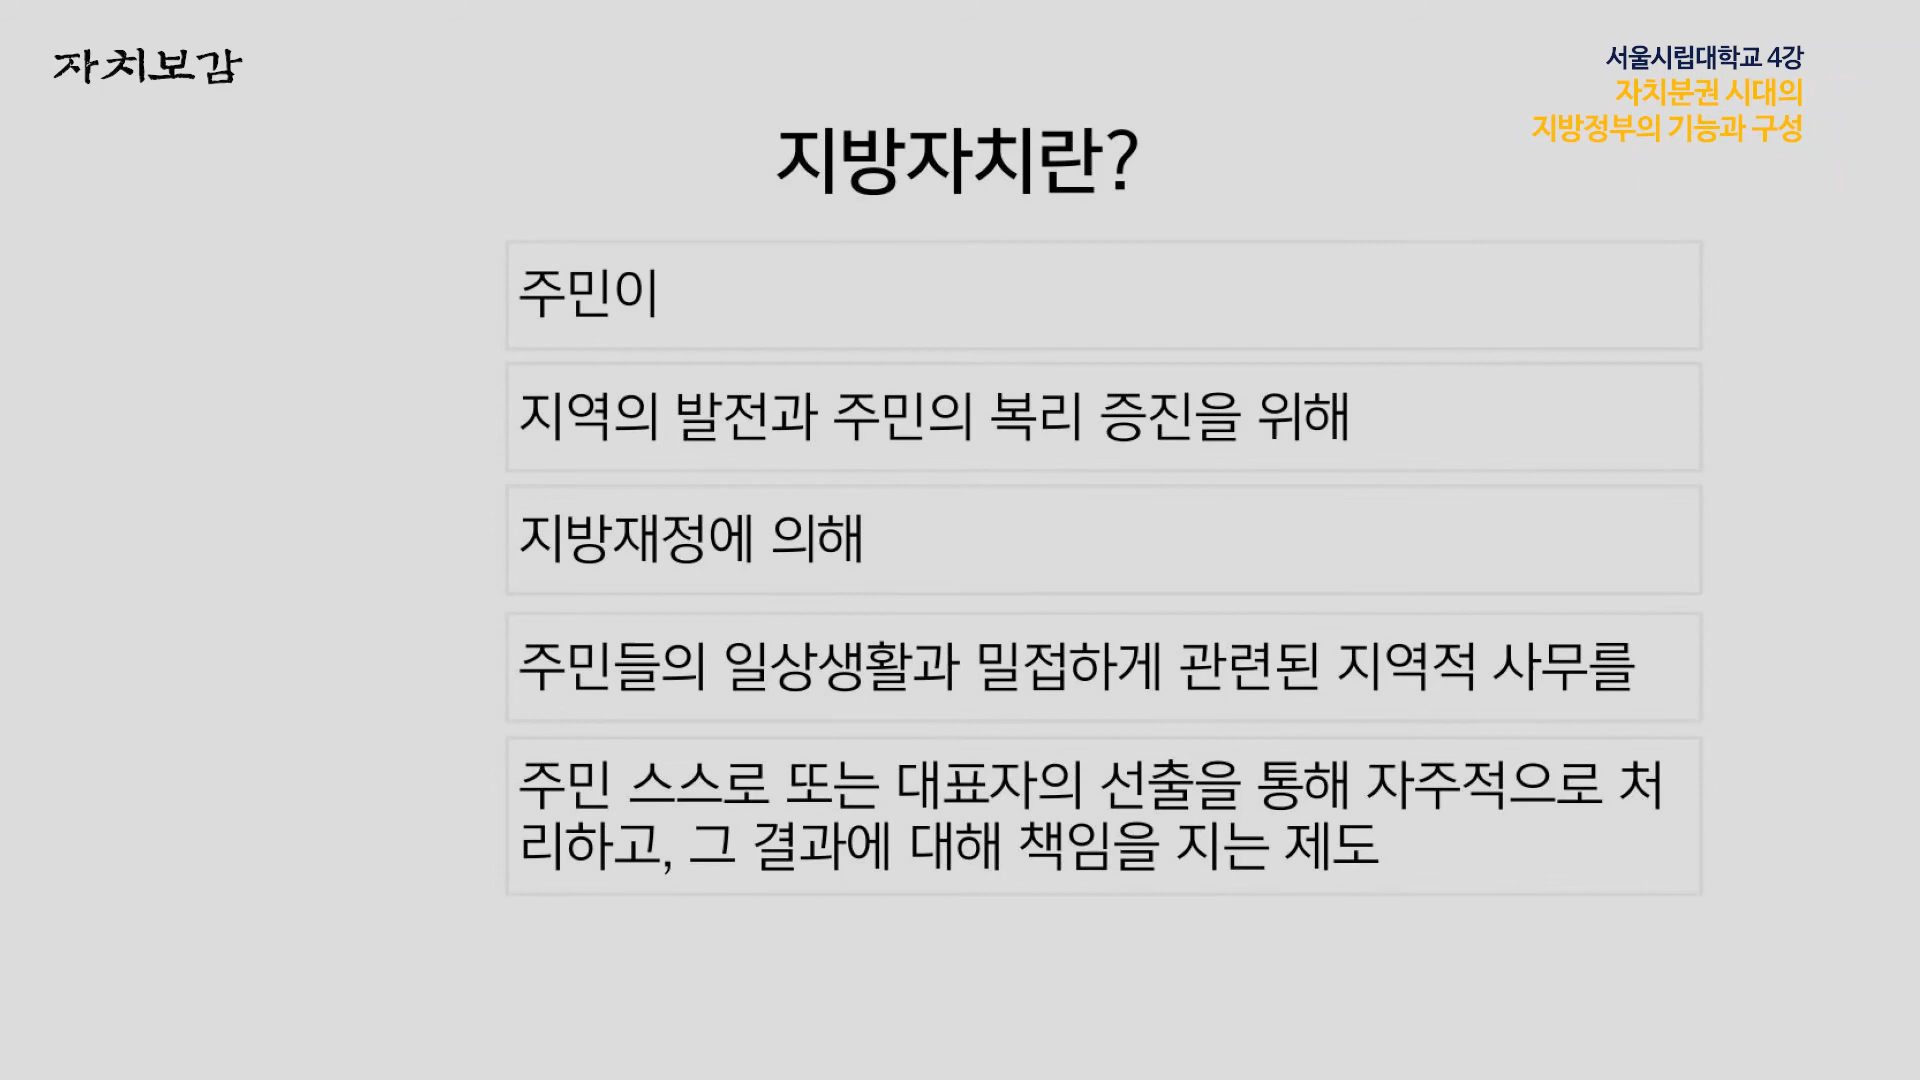 자치보감
서울시립대학교 4강
자치분권 시대의
지방정부의 기능과 구성
지방자치란?
주민이
지역의 발전과 주민의 복리 증진을 위해
지방재정에 의해
주민들의 일상생활과 밀접하게 관련된 지역적 사무를
주민 스스로 또는 대표자의 선출을 통해 자주적으로 처
리하고, 그 결과에 대해 책임을 지는 제도